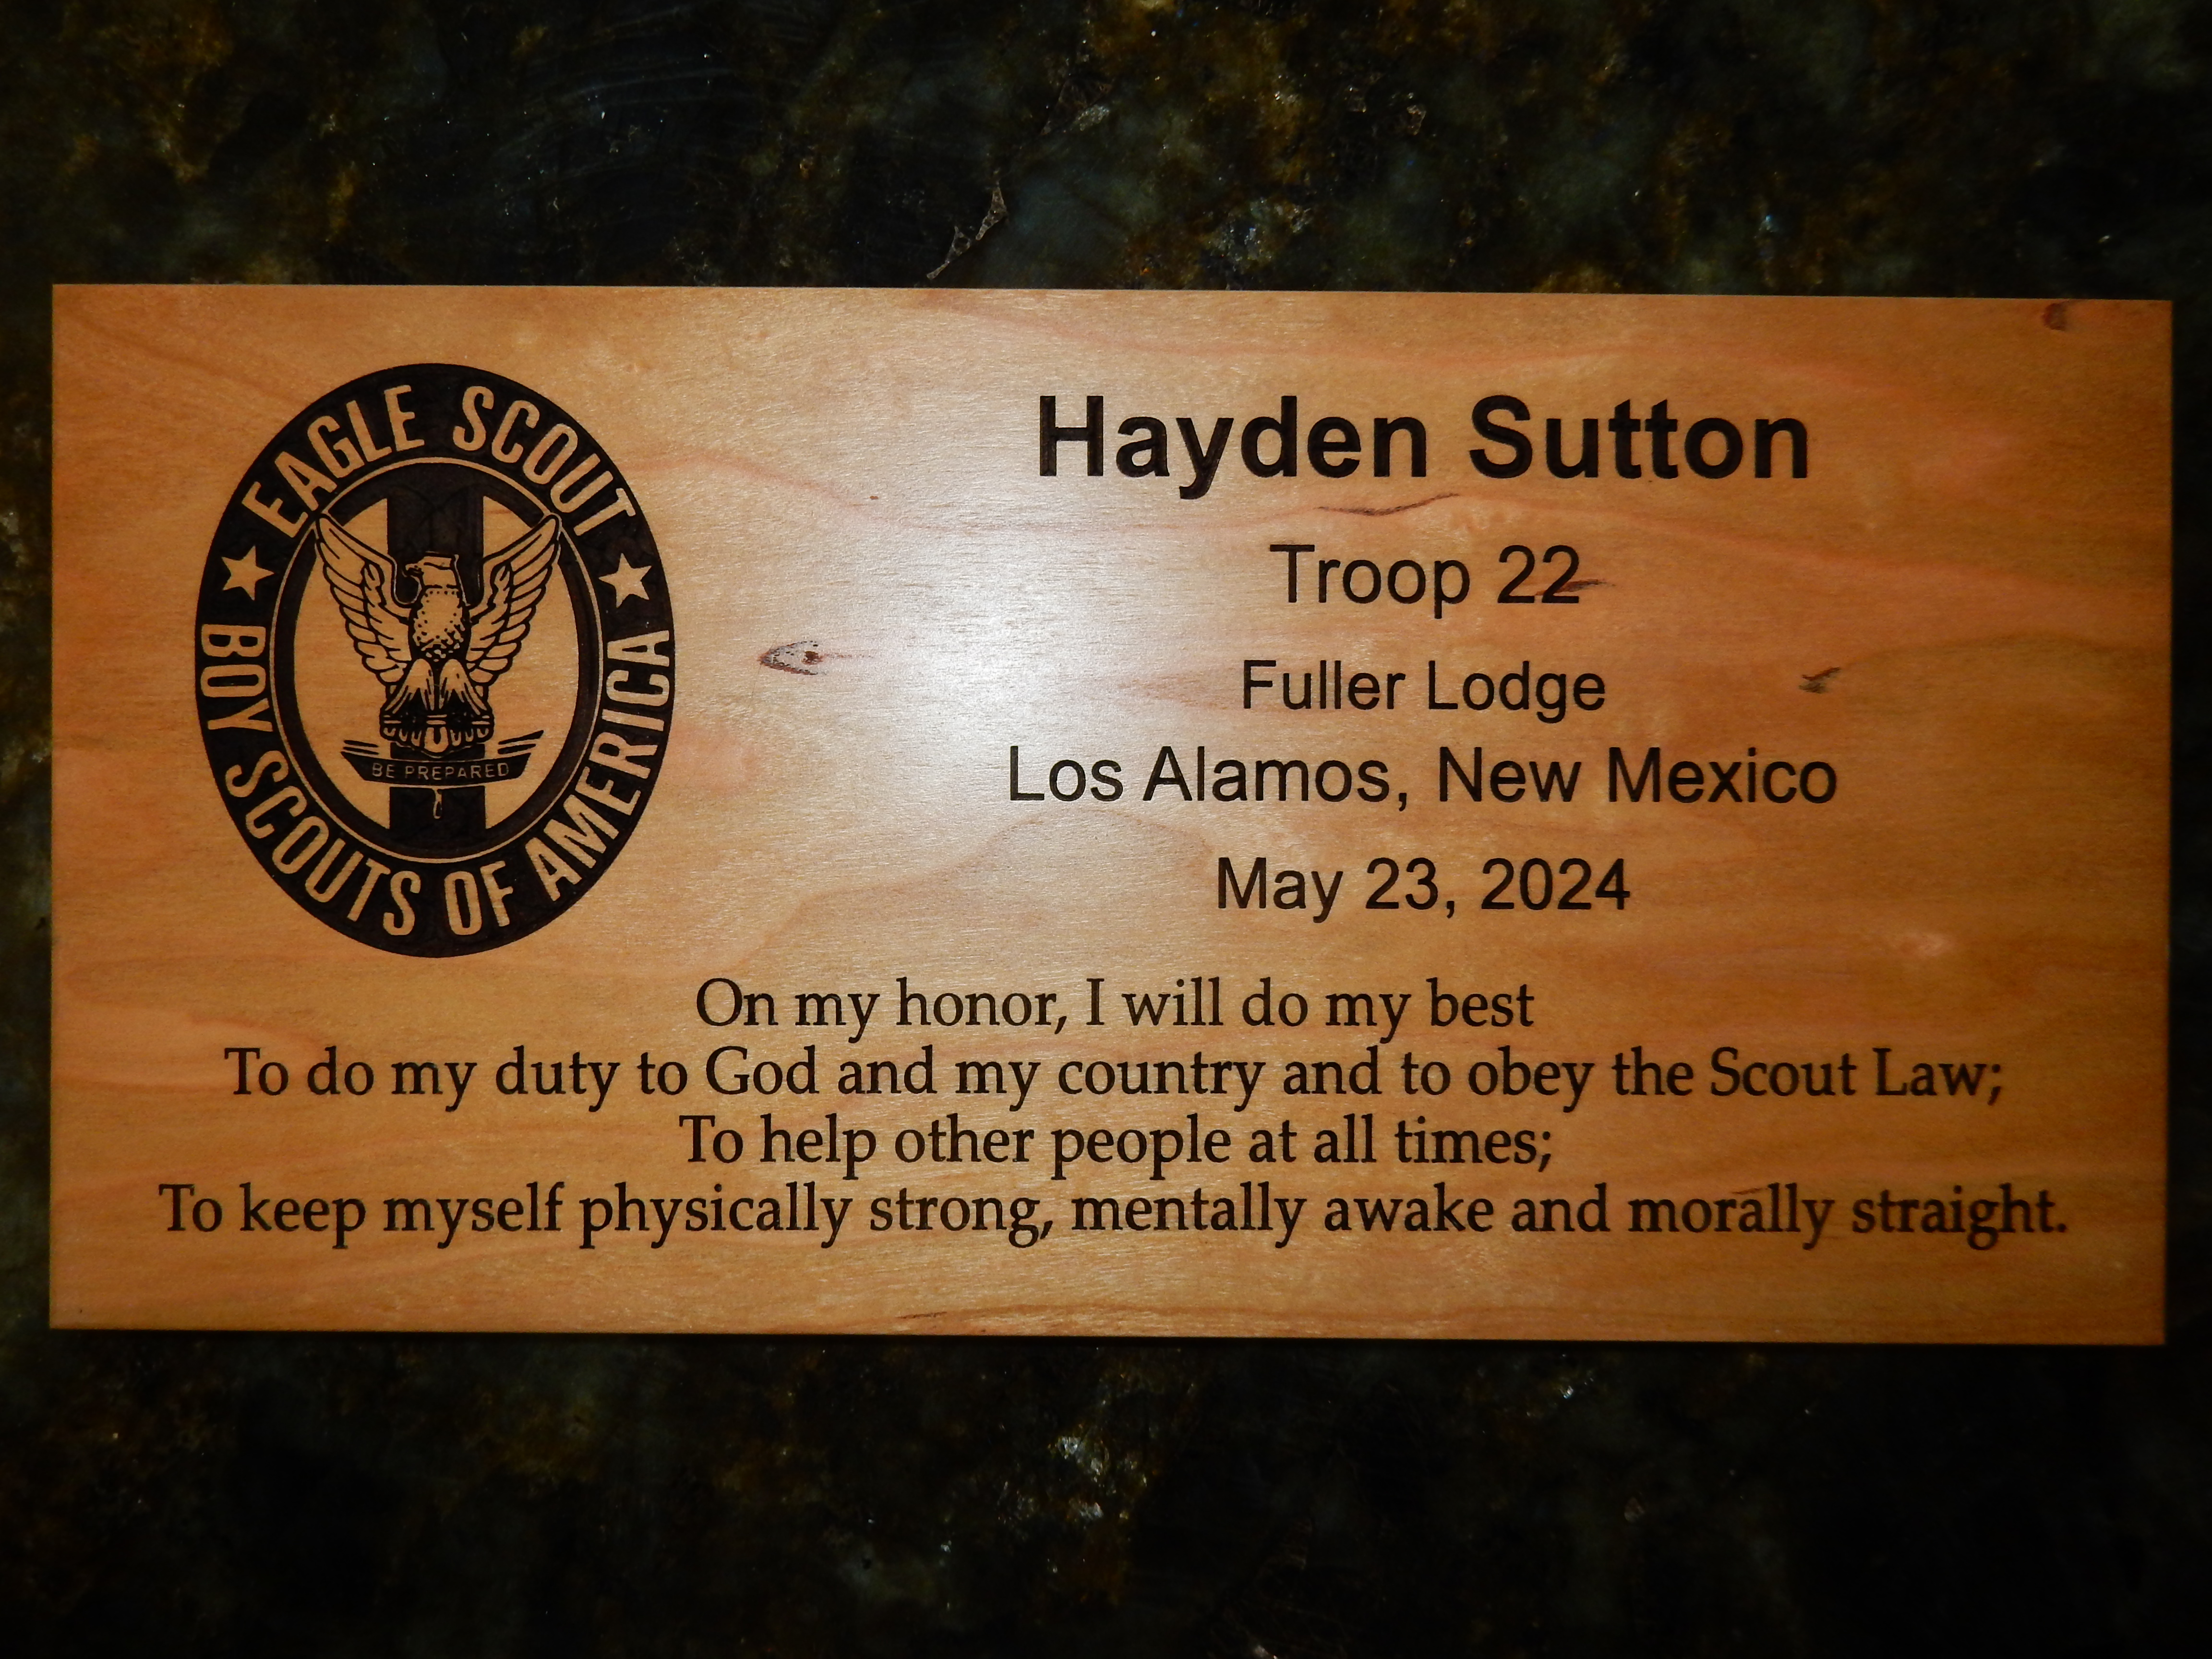 EAGLE SCOUT
BOY SCOUTS OF AMERICA
BE PREPARED
Hayden Sutton
Troop 22
Fuller Lodge
Los Alamos, New Mexico
May 23, 2024
On my honor, I will do my best
To do my duty to God and my country and to obey the Scout Law;
To help other people at all times;
To keep myself physically strong, mentally awake and morally straight.